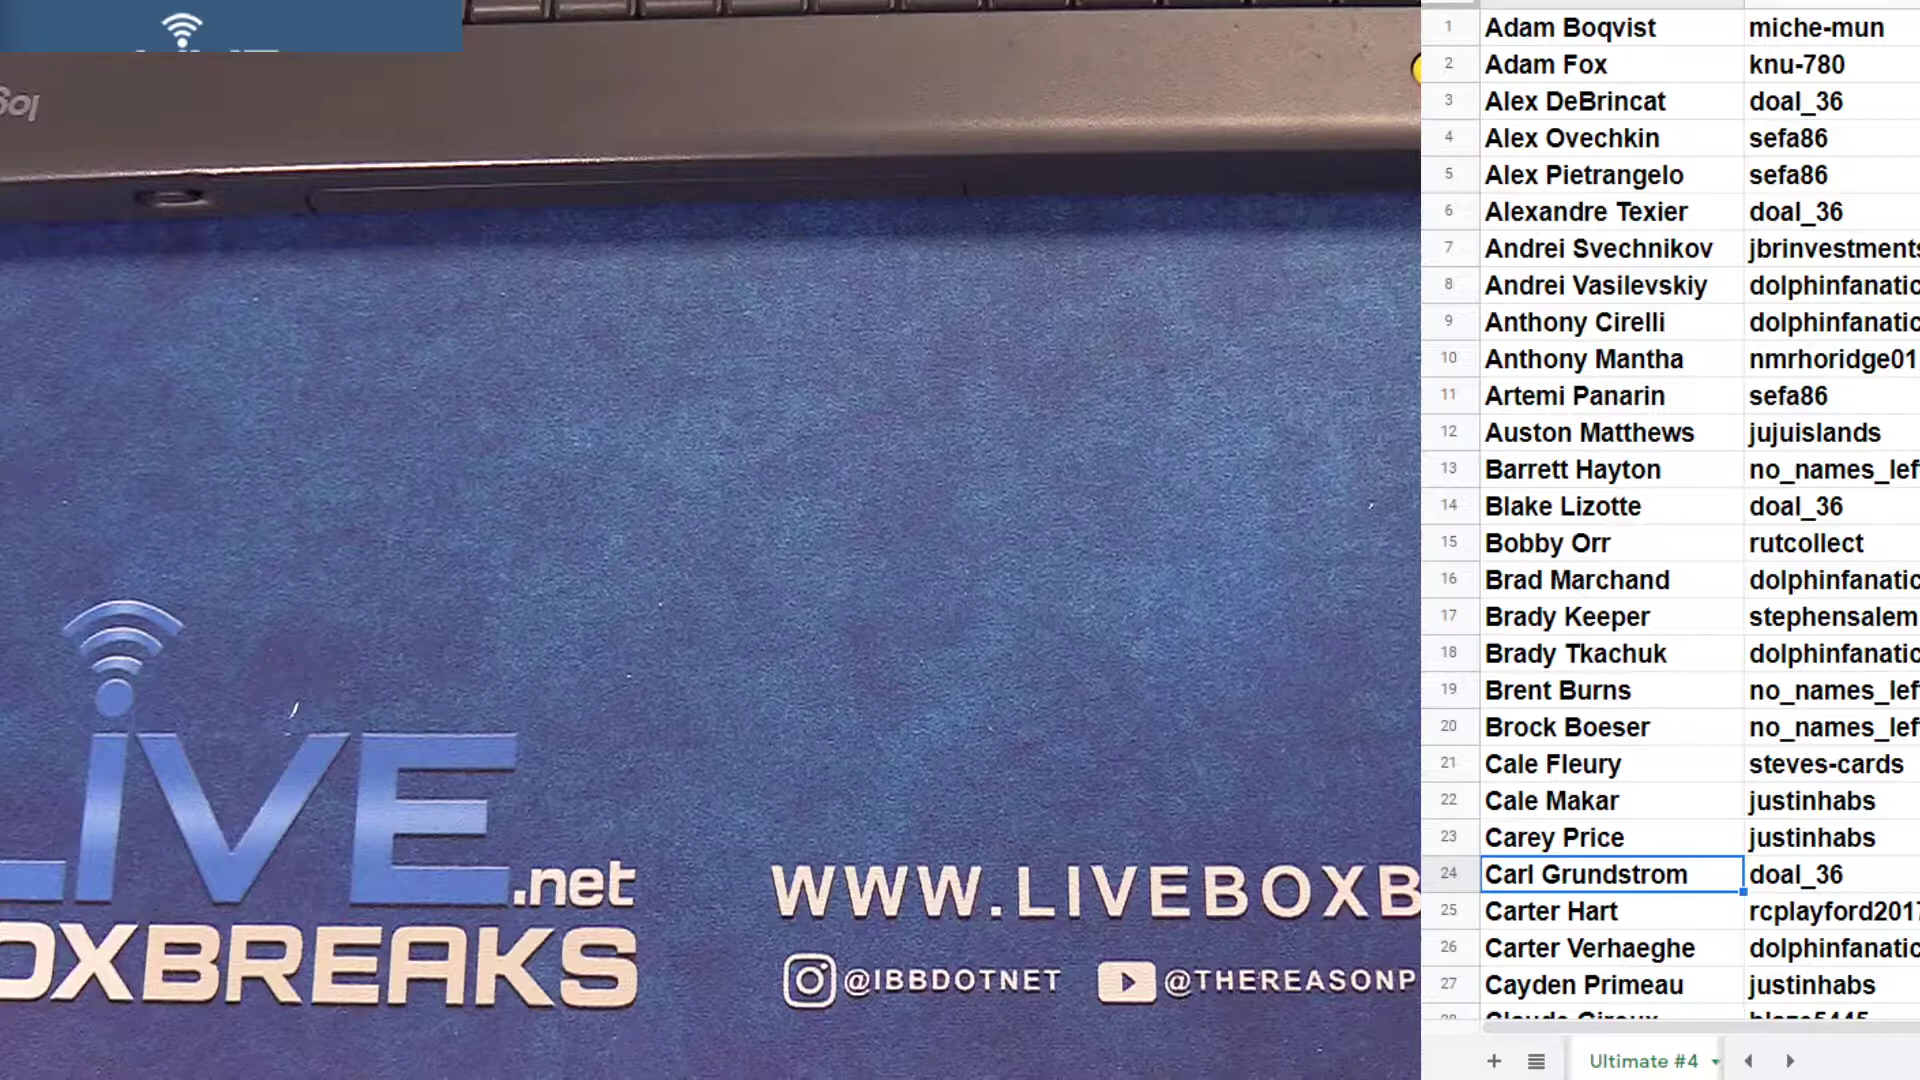 LIVE
.net
OXBREAKS
WWW.LIVEBOXB
@IBBDOTNET
@THEREASONP
1 Adam Boqvist miche-mun
2 Adam Fox knu-780
3 Alex DeBrincat doal_36
4 Alex Ovechkin sefa86
5 Alex Pietrangelo sefa86
6 Alexandre Texier doal_36
7 Andrei Svechnikov jbrinvestments
8 Andrei Vasilevskiy dolphinfanatic
9 Anthony Cirelli dolphinfanatic
10 Anthony Mantha nmrhoridge01
11 Artemi Panarin sefa86
12 Auston Matthews jujuislands
13 Barrett Hayton no_names_lef
14 Blake Lizotte doal_36
15 Bobby Orr rutcollect
16 Brad Marchand dolphinfanatic
17 Brady Keeper stephensalem
18 Brady Tkachuk dolphinfanatic
19 Brent Burns no_names_lef
20 Brock Boeser no_names_lef
21 Cale Fleury steves-cards
22 Cale Makar justinhabs
23 Carey Price justinhabs
24 Carl Grundstrom doal_36
25 Carter Hart rcplayford2017
26 Carter Verhaeghe dolphinfanatic
27 Cayden Primeau justinhabs
Ultimate #4